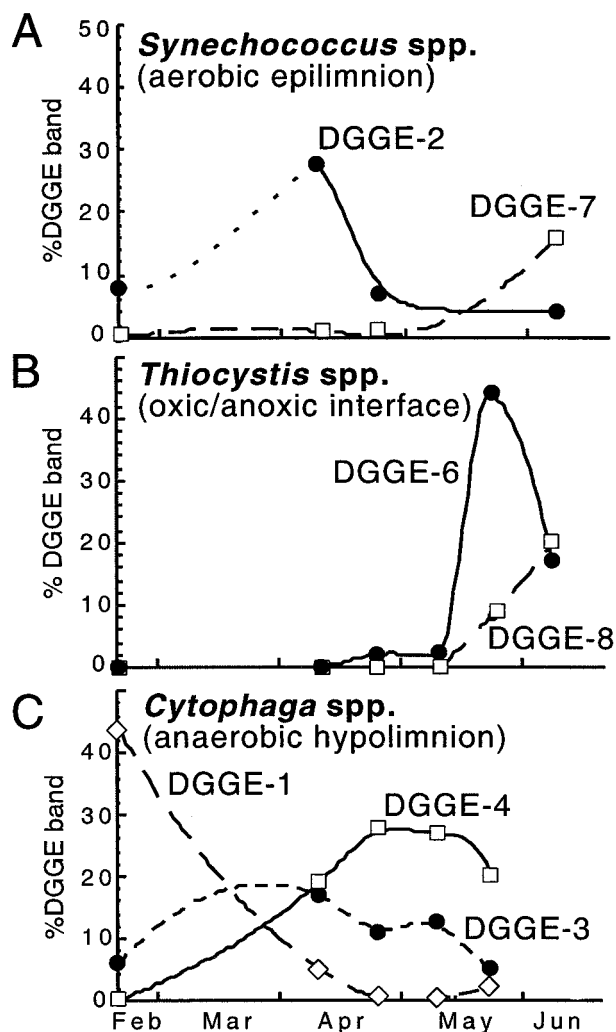 A
Synechococcus spp.
(aerobic epilimnion)
50
40
30
20
10
0
%DGGE band
DGGE-2
DGGE-7
B
Thiocystis spp.
(oxic/anoxic interface)
40
30
20
10
0
% DGGE band
DGGE-6
DGGE-8
C
Cytophaga spp.
(anaerobic hypolimnion)
40
30
20
10
0
%DGGE band
DGGE-1
DGGE-4
DGGE-3
Feb Mar Apr May Jun